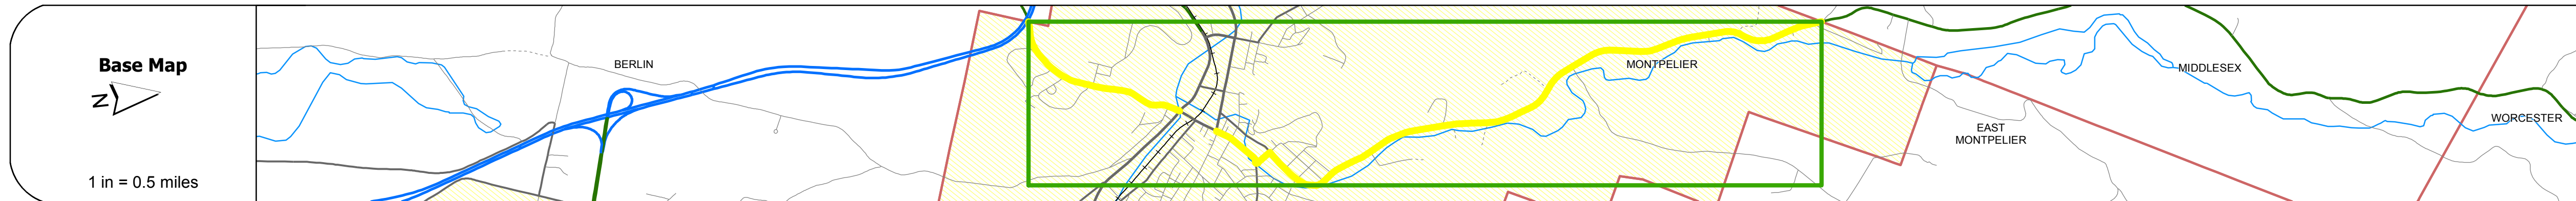 Base Map
N
1 in = 0.5 miles
BERLIN
MONTPELIER
EAST
MONTPELIER
MIDDLESEX
WORCESTER